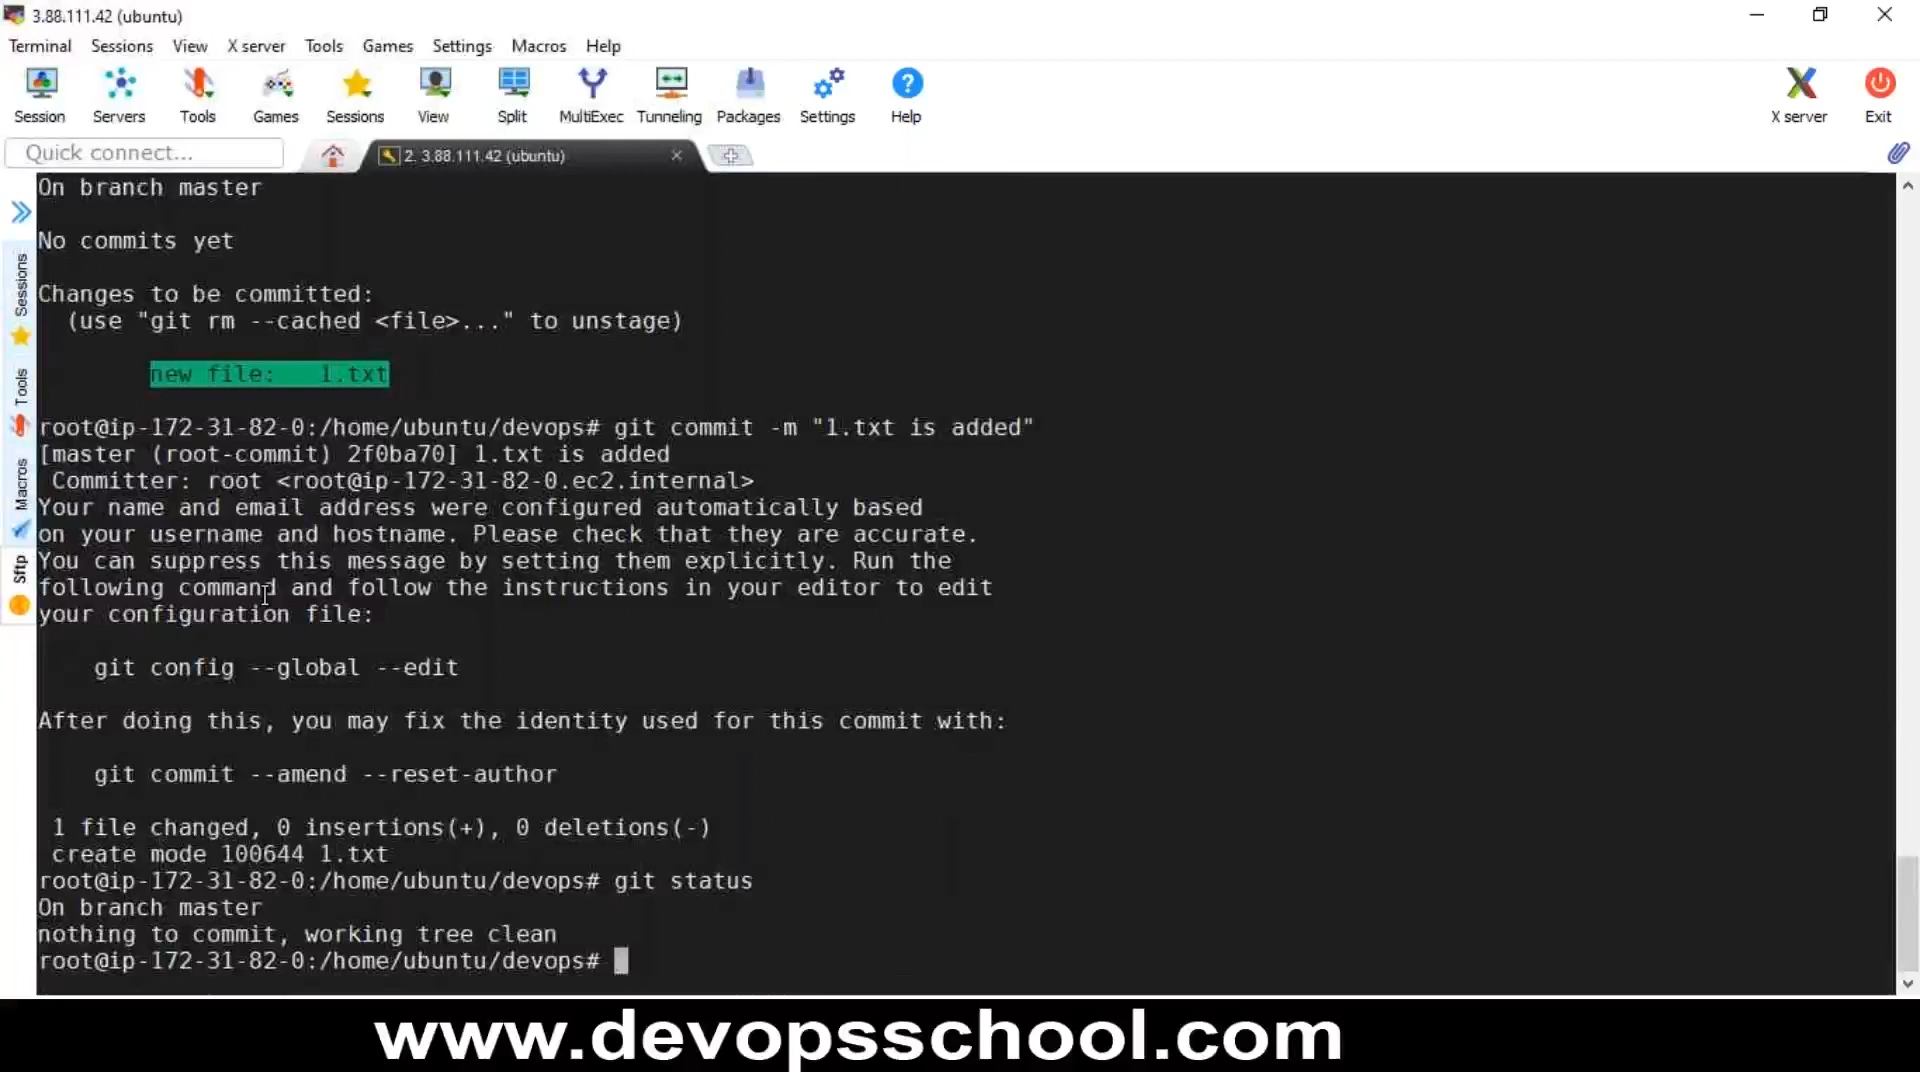 3.88.111.42 (ubuntu)
Terminal Sessions View X server Tools Games Settings Macros Help
Session Servers Tools Games Sessions View Split MultiExec Tunneling Packages Settings Help X server Exit
Quick connect... 2. 3.88.111.42 (ubuntu)
Sessions
Tools
Macros
Sftp
On branch master
No commits yet
Changes to be committed:
(use "git rm --cached <file>..." to unstage)
new file: 1.txt
root@ip-172-31-82-0:/home/ubuntu/devops# git commit -m "1.txt is added"
[master (root-commit) 2f0ba70] 1.txt is added
Committer: root <root@ip-172-31-82-0.ec2.internal>
Your name and email address were configured automatically based
on your username and hostname. Please check that they are accurate.
You can suppress this message by setting them explicitly. Run the
following command and follow the instructions in your editor to edit
your configuration file:
git config --global --edit
After doing this, you may fix the identity used for this commit with:
git commit --amend --reset-author
1 file changed, 0 insertions(+), 0 deletions(-)
create mode 100644 1.txt
root@ip-172-31-82-0:/home/ubuntu/devops# git status
On branch master
nothing to commit, working tree clean
root@ip-172-31-82-0:/home/ubuntu/devops#
www.devopsschool.com